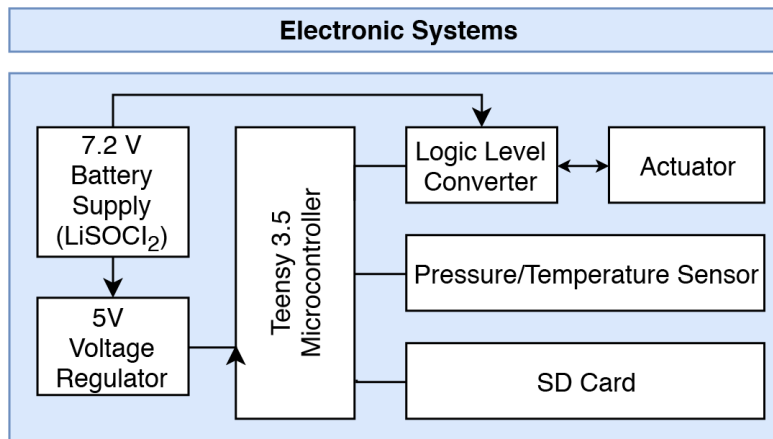 Electronic Systems
7.2 V
Battery
Supply
(LiSOCl₂)
5V
Voltage
Regulator
Teensy 3.5
Microcontroller
Logic Level
Converter
Actuator
Pressure/Temperature Sensor
SD Card